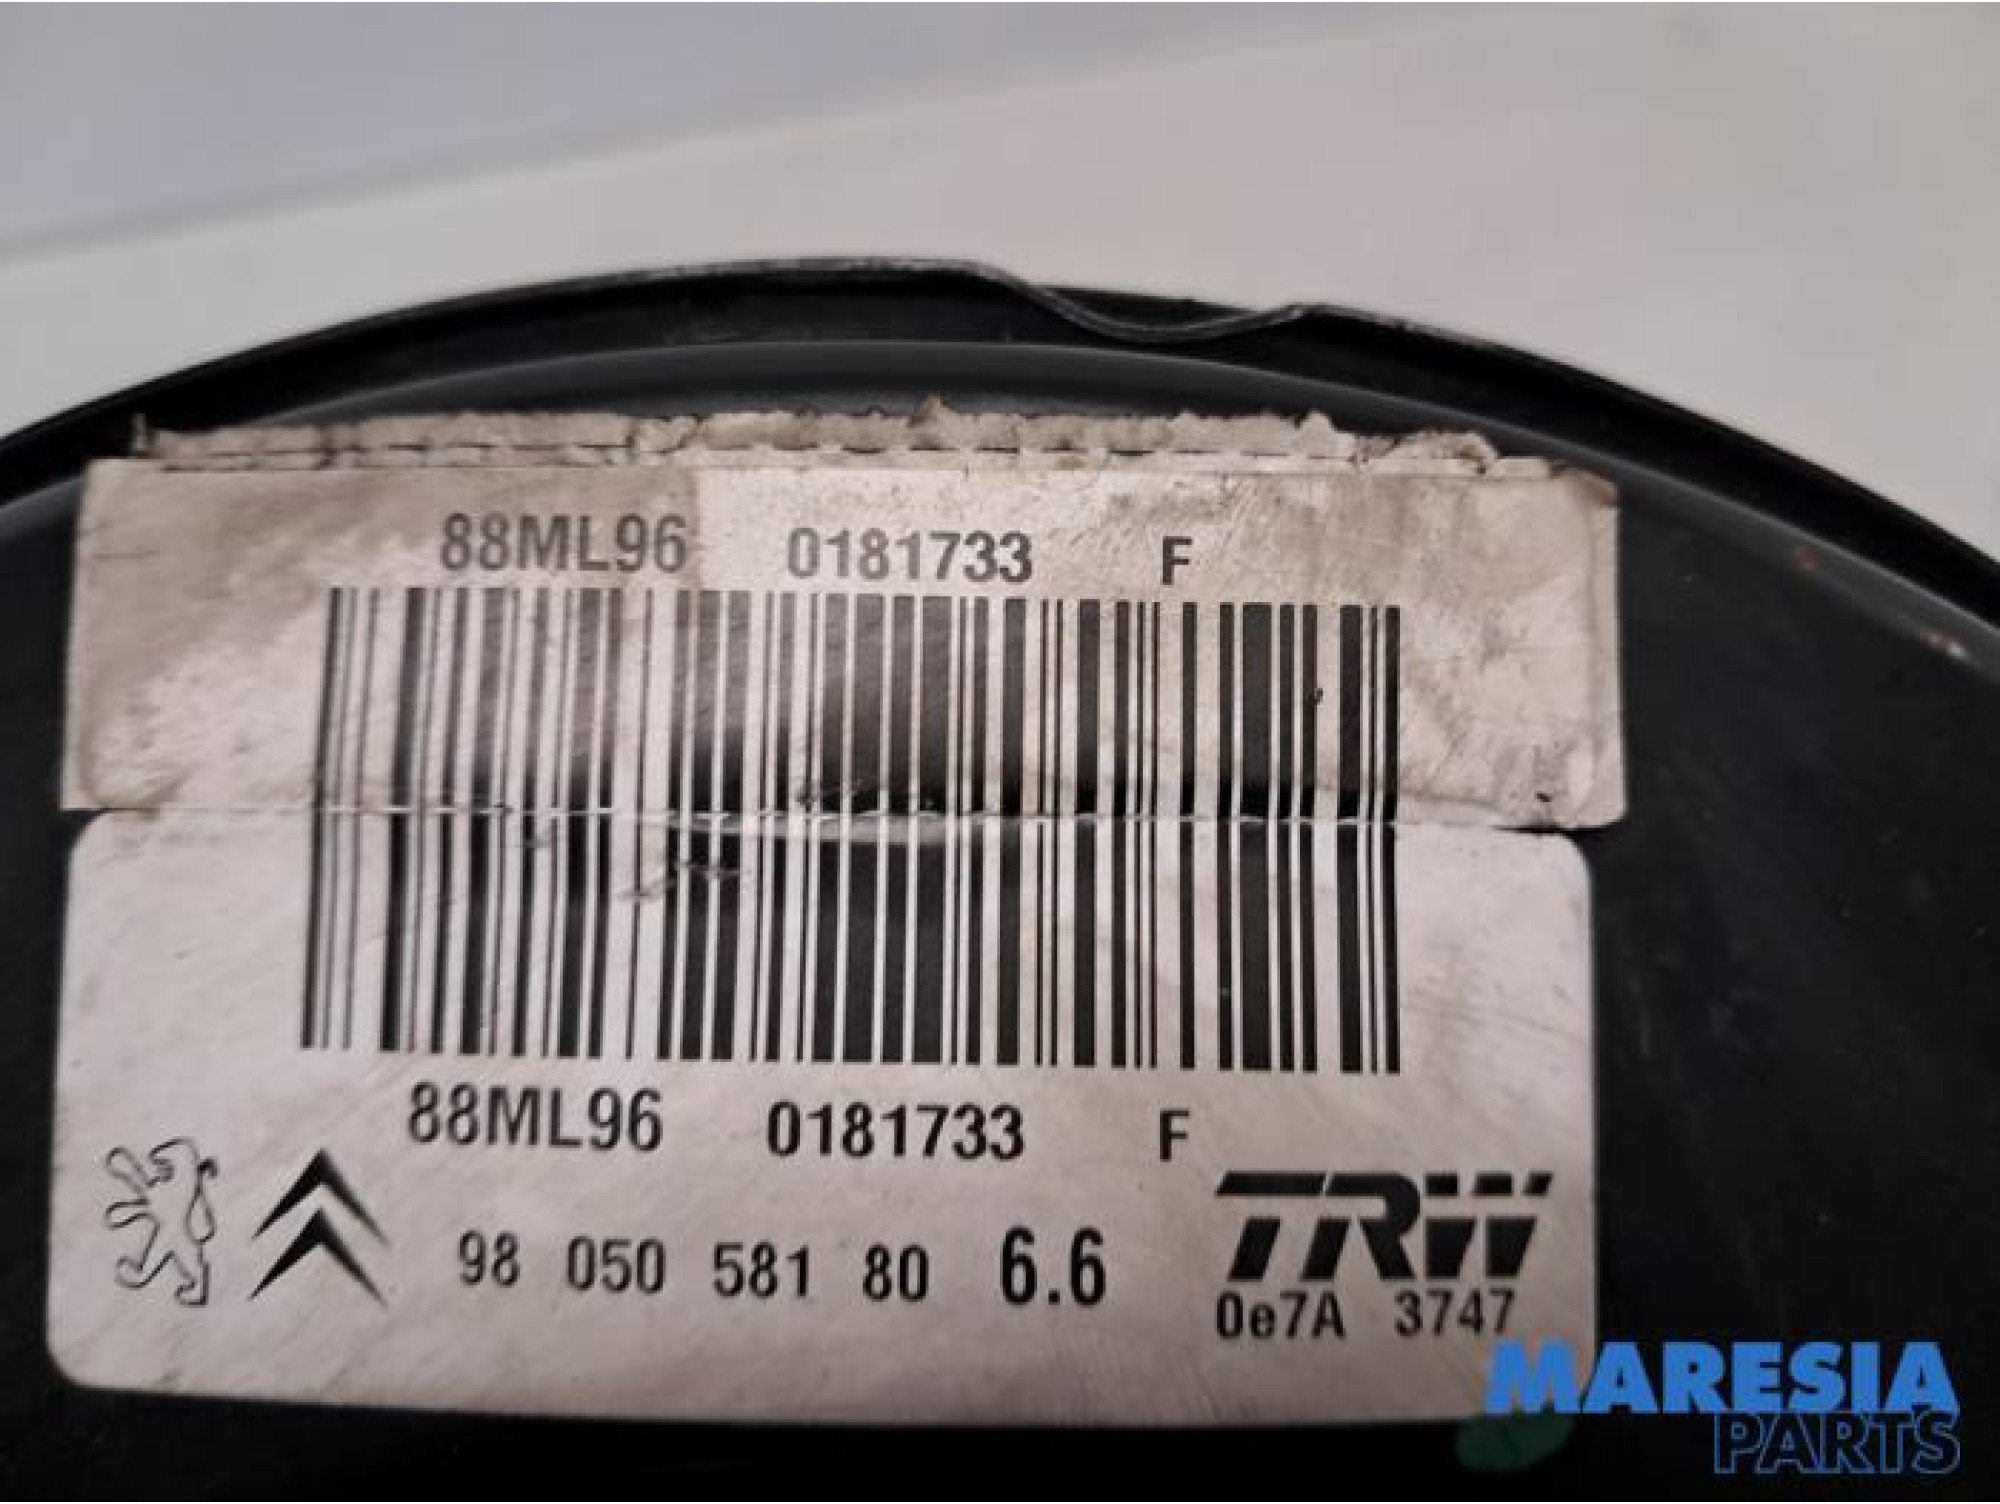 88ML96 0181733 F
88ML96 0181733 F
98 050 581 80 6.6
TRW
0e7A 3747
MARESIA
PARTS